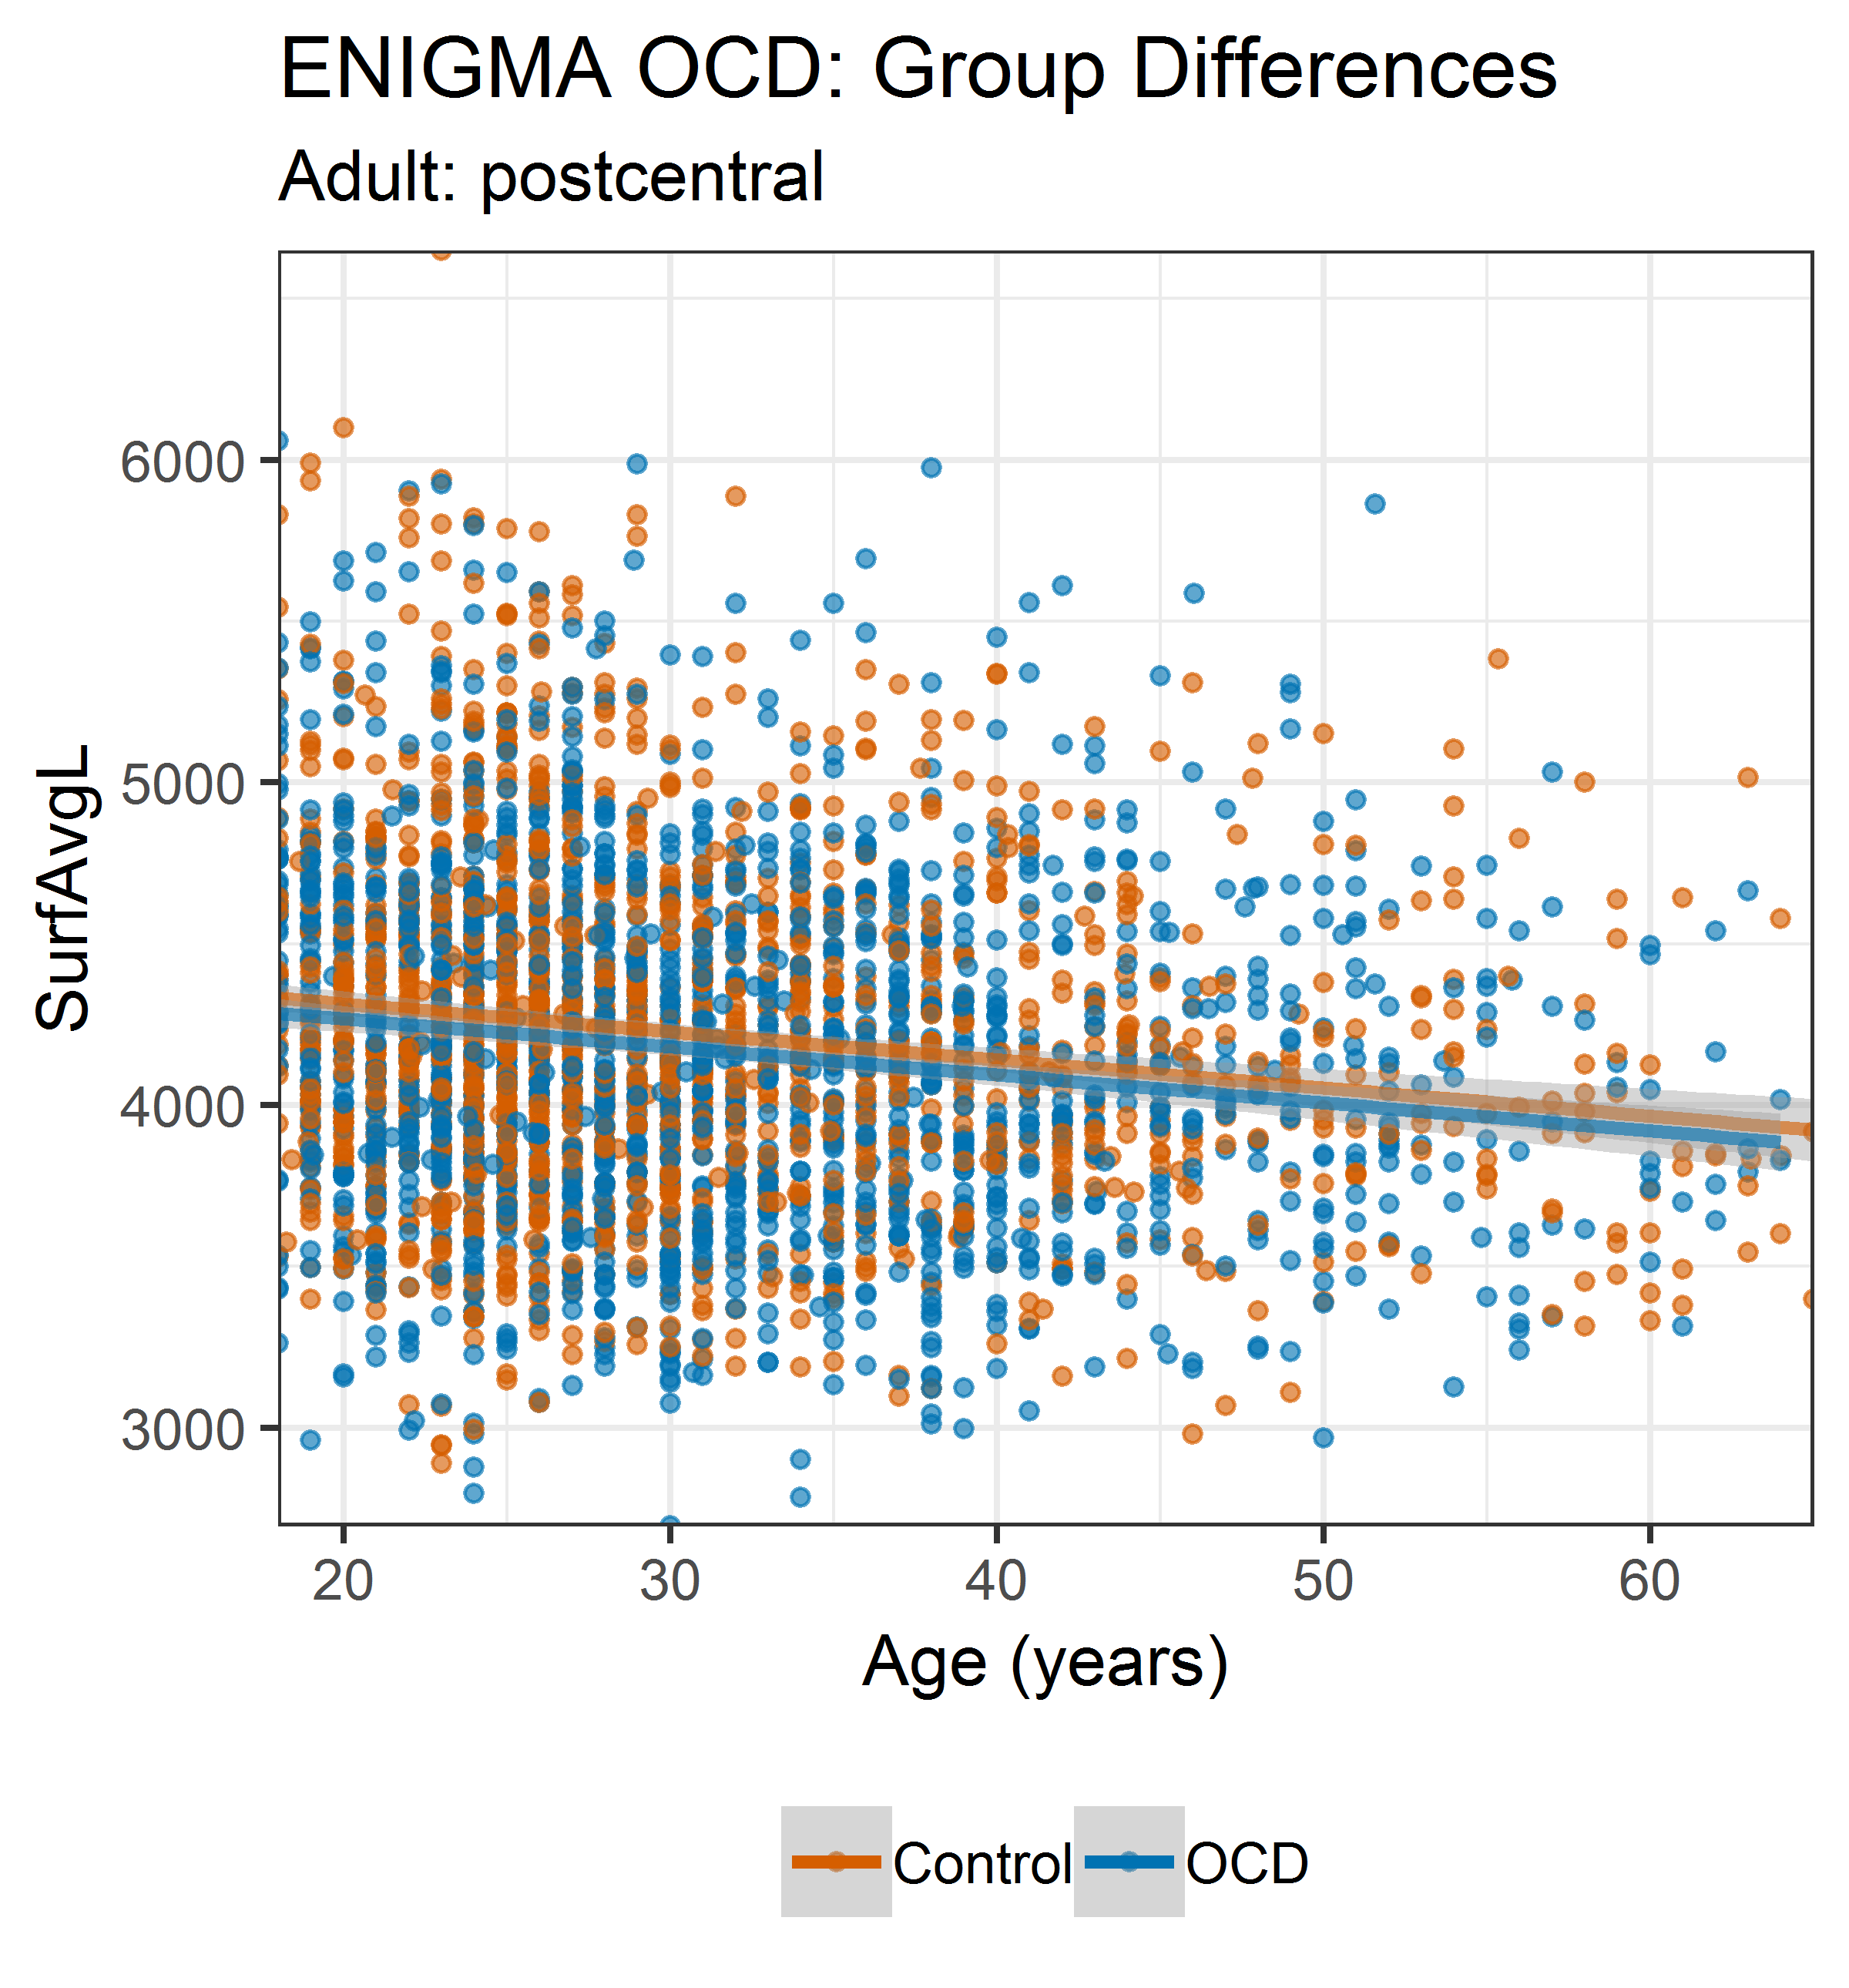 ENIGMA OCD: Group Differences
Adult: postcentral
SurfAvgL
6000
5000
4000
3000
20 30 40 50 60
Age (years)
Control OCD